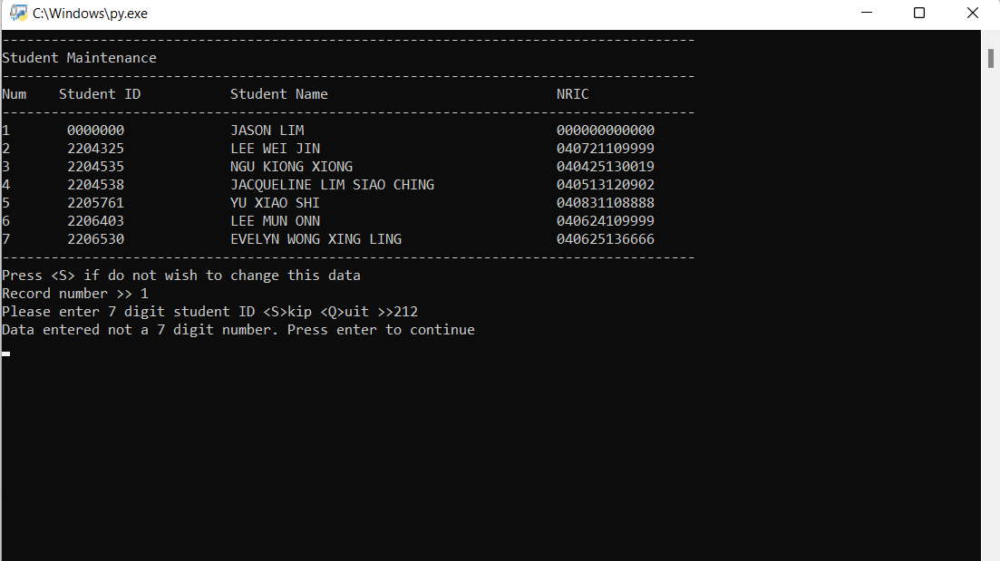 C:\Windows\py.exe
-------------------------------------------------------------------------------------
Student Maintenance
-------------------------------------------------------------------------------------
Num    Student ID           Student Name                            NRIC
-------------------------------------------------------------------------------------
1       0000000             JASON LIM                               000000000000
2       2204325             LEE WEI JIN                             040721109999
3       2204535             NGU KIONG XIONG                         040425130019
4       2204538             JACQUELINE LIM SIAO CHING               040513120902
5       2205761             YU XIAO SHI                             040831108888
6       2206403             LEE MUN ONN                             040624109999
7       2206530             EVELYN WONG XING LING                   040625136666
-------------------------------------------------------------------------------------
Press <S> if do not wish to change this data
Record number >> 1
Please enter 7 digit student ID <S>kip <Q>uit >>212
Data entered not a 7 digit number. Press enter to continue